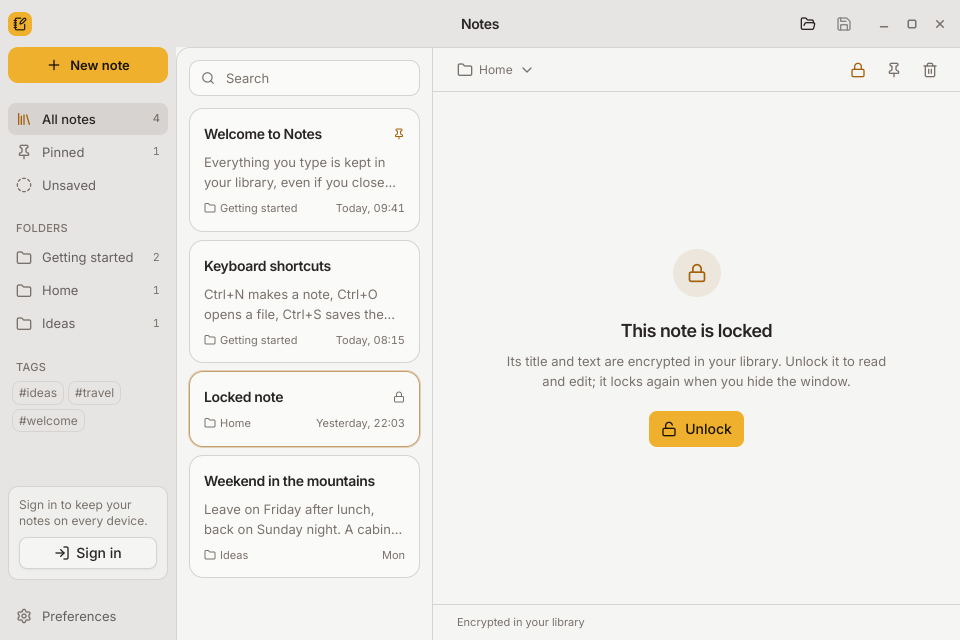 Notes
New note
All notes 4
Pinned 1
Unsaved
FOLDERS
Getting started 2
Home 1
Ideas 1
TAGS
#ideas #travel
#welcome
Sign in to keep your
notes on every device.
Sign in
Preferences
Search
Welcome to Notes
Everything you type is kept in
your library, even if you close...
Getting started Today, 09:41
Keyboard shortcuts
Ctrl+N makes a note, Ctrl+O
opens a file, Ctrl+S saves the...
Getting started Today, 08:15
Locked note
Home Yesterday, 22:03
Weekend in the mountains
Leave on Friday after lunch,
back on Sunday night. A cabin...
Ideas Mon
Home
This note is locked
Its title and text are encrypted in your library. Unlock it to read
and edit; it locks again when you hide the window.
Unlock
Encrypted in your library